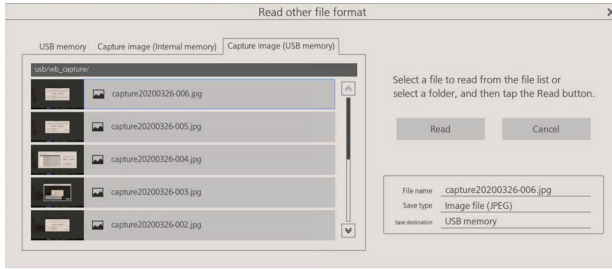 Read other file format
USB memory
Capture image (Internal memory)
Capture image (USB memory)
usb/wb_capture/
capture20200326-006.jpg
capture20200326-005.jpg
capture20200326-004.jpg
capture20200326-003.jpg
capture20200326-002.jpg
Select a file to read from the file list or
select a folder, and then tap the Read button.
Read
Cancel
File name capture20200326-006.jpg
Save type Image file (JPEG)
Save destination USB memory